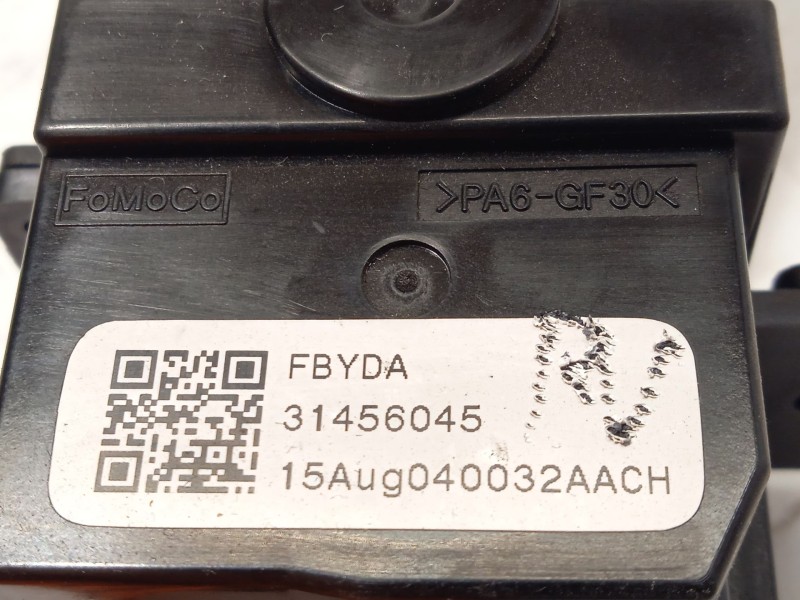 FoMoCo
>PA6-GF30<
FBYDA
31456045
15Aug040032AACH